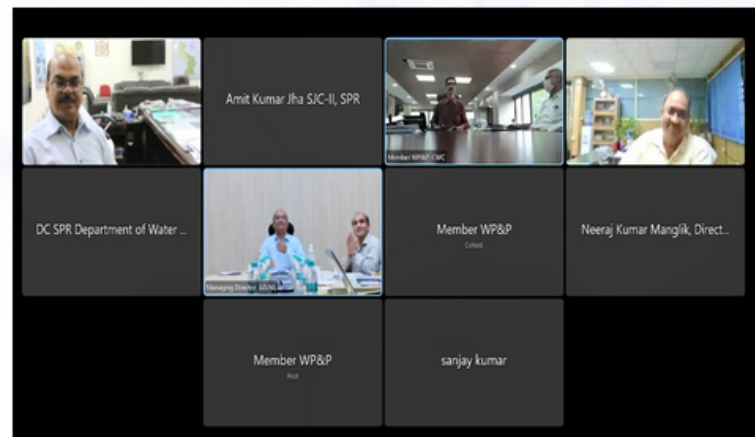 Amit Kumar Jha SJC-II, SPR
Member WP&P, CWC
DC SPR Department of Water ...
Managing Director,
Member WP&P
Cohost
Neeraj Kumar Manglik, Direct...
Member WP&P
Host
sanjay kumar